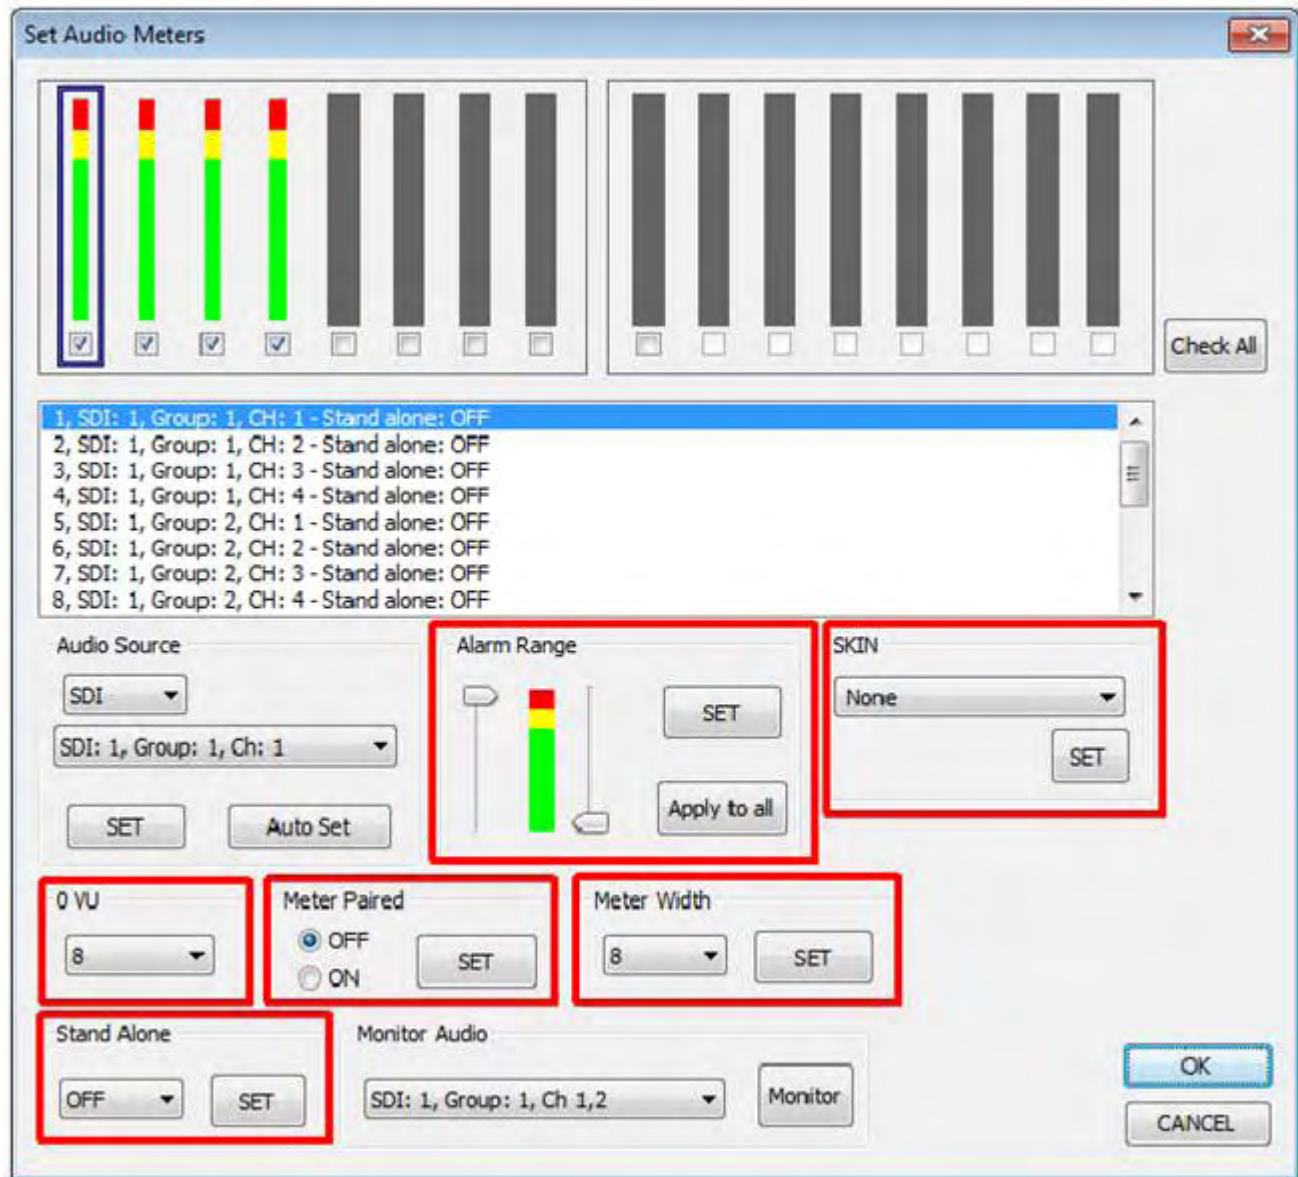 Set Audio Meters
Check All
1, SDI: 1, Group: 1, CH: 1 - Stand alone: OFF
2, SDI: 1, Group: 1, CH: 2 - Stand alone: OFF
3, SDI: 1, Group: 1, CH: 3 - Stand alone: OFF
4, SDI: 1, Group: 1, CH: 4 - Stand alone: OFF
5, SDI: 1, Group: 2, CH: 1 - Stand alone: OFF
6, SDI: 1, Group: 2, CH: 2 - Stand alone: OFF
7, SDI: 1, Group: 2, CH: 3 - Stand alone: OFF
8, SDI: 1, Group: 2, CH: 4 - Stand alone: OFF
Audio Source
SDI
SDI: 1, Group: 1, Ch: 1
SET
Auto Set
Alarm Range
SET
Apply to all
SKIN
None
SET
0 VU
8
Meter Paired
OFF
ON
SET
Meter Width
8
SET
Stand Alone
OFF
SET
Monitor Audio
SDI: 1, Group: 1, Ch 1,2
Monitor
OK
CANCEL